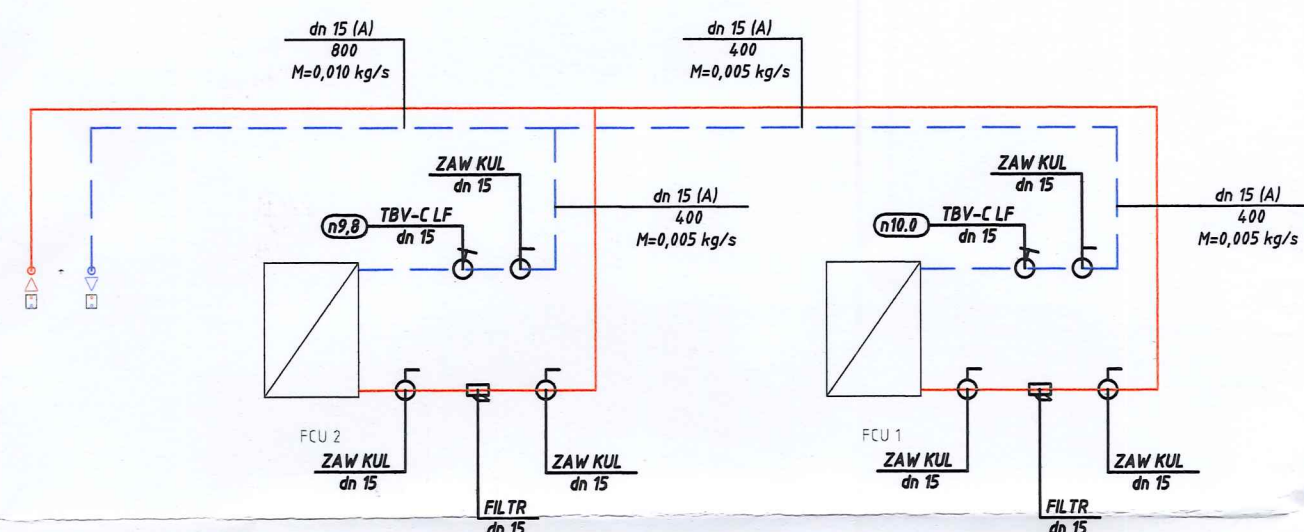 dn 15 (A)
800
M=0,010 kg/s
dn 15 (A)
400
M=0,005 kg/s
ZAW KUL
dn 15
n9,8
TBV-C LF
dn 15
dn 15 (A)
400
M=0,005 kg/s
ZAW KUL
dn 15
n10.0
TBV-C LF
dn 15
dn 15 (A)
400
M=0,005 kg/s
FCU 2
ZAW KUL
dn 15
ZAW KUL
dn 15
FILTR
dn 15
FCU 1
ZAW KUL
dn 15
ZAW KUL
dn 15
FILTR
dn 15